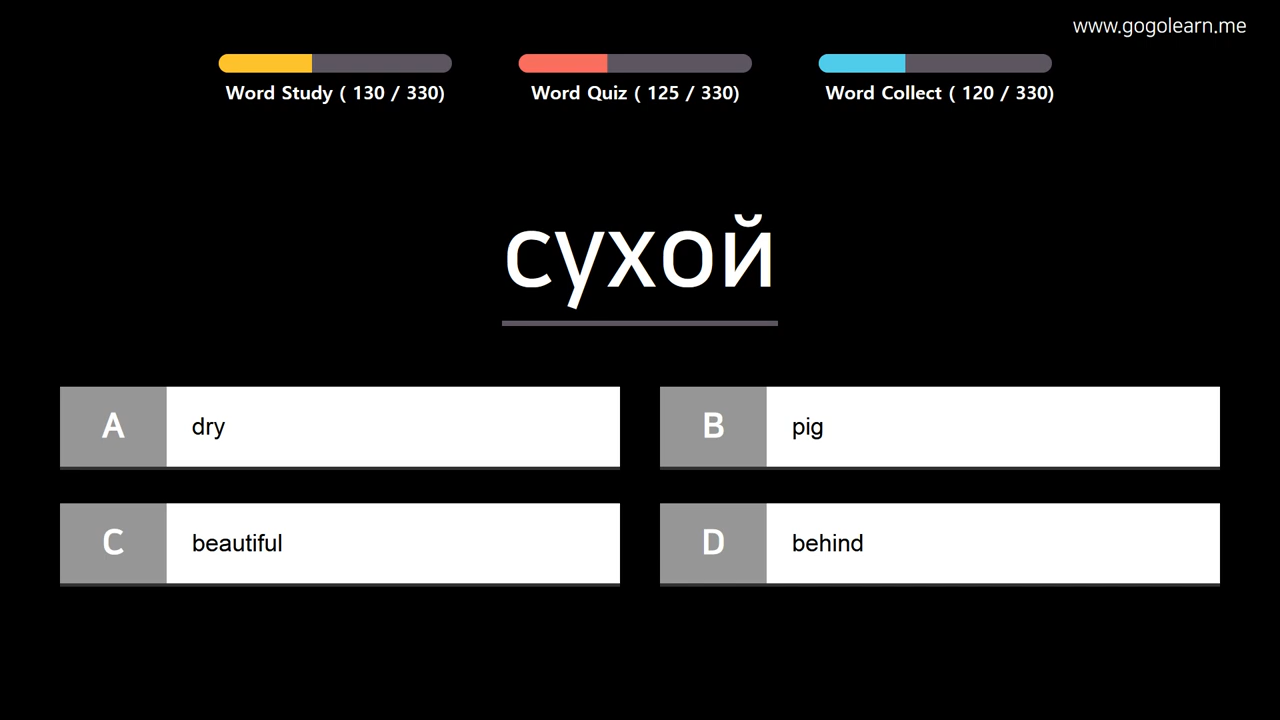 www.gogolearn.me
Word Study ( 130 / 330)
Word Quiz ( 125 / 330)
Word Collect ( 120 / 330)
сухой
A
dry
B
pig
C
beautiful
D
behind